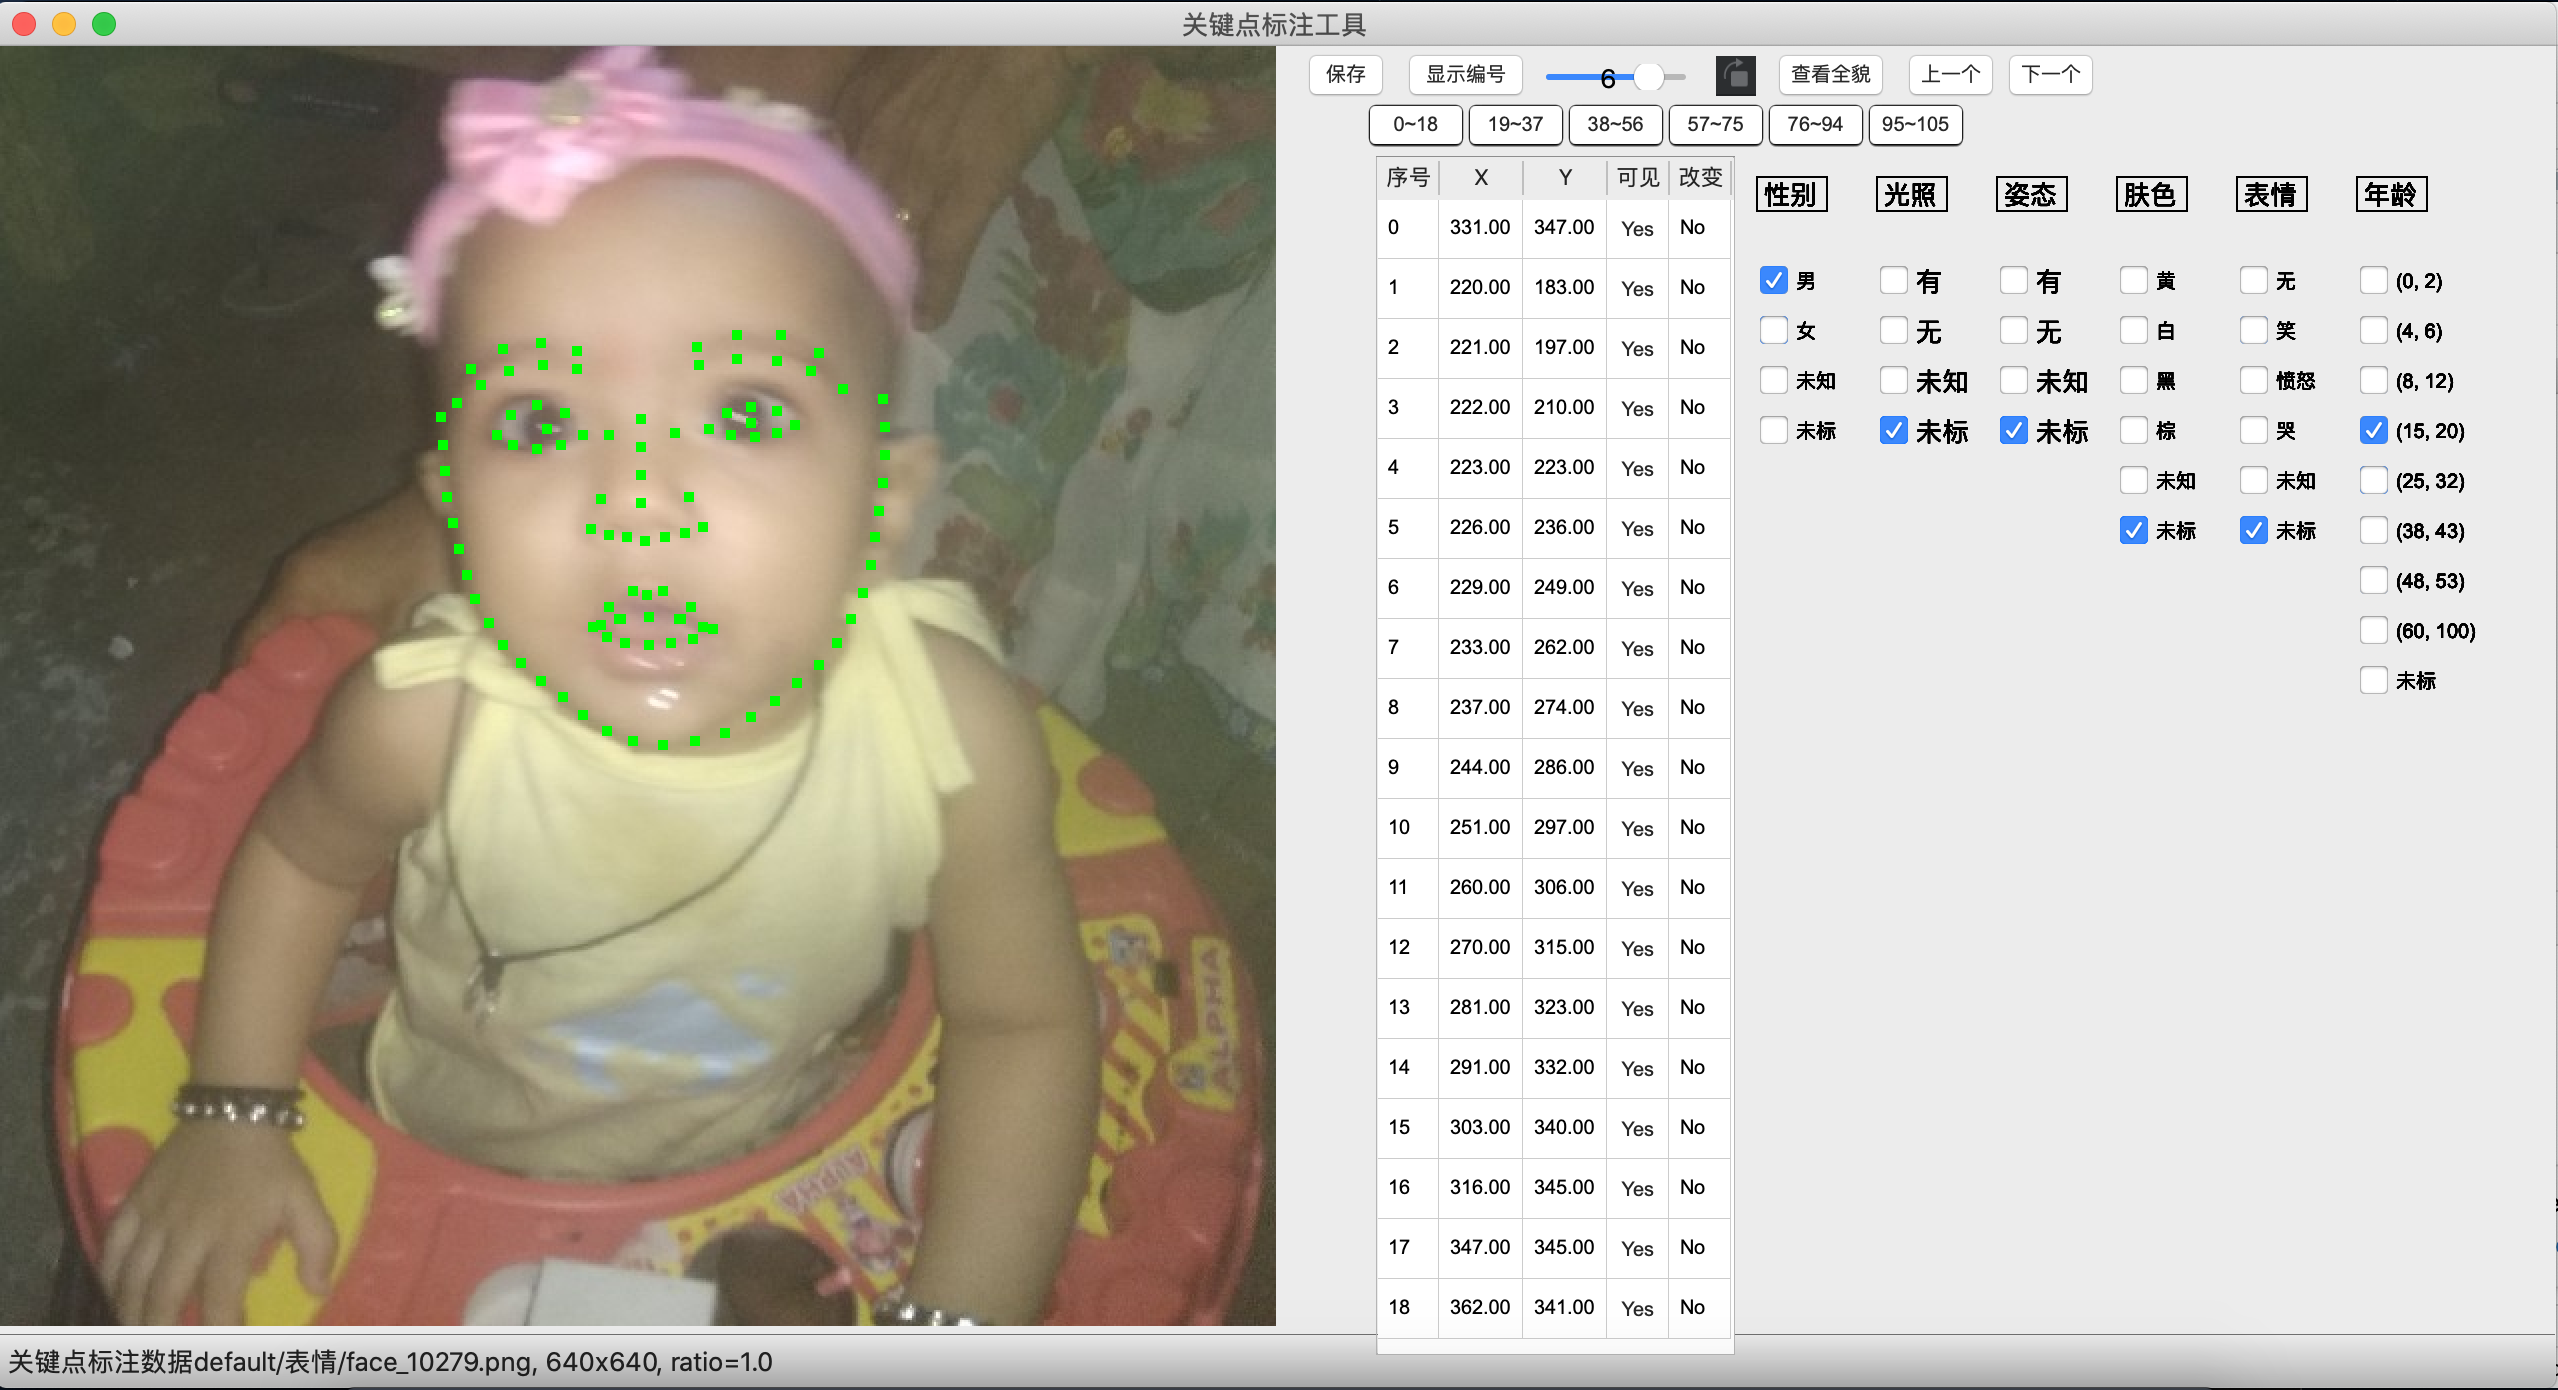 关键点标注工具
保存 显示编号 6 查看全貌 上一个 下一个
0~18 19~37 38~56 57~75 76~94 95~105
序号 X Y 可见 改变
0 331.00 347.00 Yes No
1 220.00 183.00 Yes No
2 221.00 197.00 Yes No
3 222.00 210.00 Yes No
4 223.00 223.00 Yes No
5 226.00 236.00 Yes No
6 229.00 249.00 Yes No
7 233.00 262.00 Yes No
8 237.00 274.00 Yes No
9 244.00 286.00 Yes No
10 251.00 297.00 Yes No
11 260.00 306.00 Yes No
12 270.00 315.00 Yes No
13 281.00 323.00 Yes No
14 291.00 332.00 Yes No
15 303.00 340.00 Yes No
16 316.00 345.00 Yes No
17 347.00 345.00 Yes No
18 362.00 341.00 Yes No
性别 光照 姿态 肤色 表情 年龄
男 有 有 黄 无 (0, 2)
女 无 无 白 笑 (4, 6)
未知 未知 未知 黑 愤怒 (8, 12)
未标 未标 未标 棕 哭 (15, 20)
未知 未知 (25, 32)
未标 未标 (38, 43)
(48, 53)
(60, 100)
未标
ALPHA
ALPHA
关键点标注数据default/表情/face_10279.png, 640x640, ratio=1.0